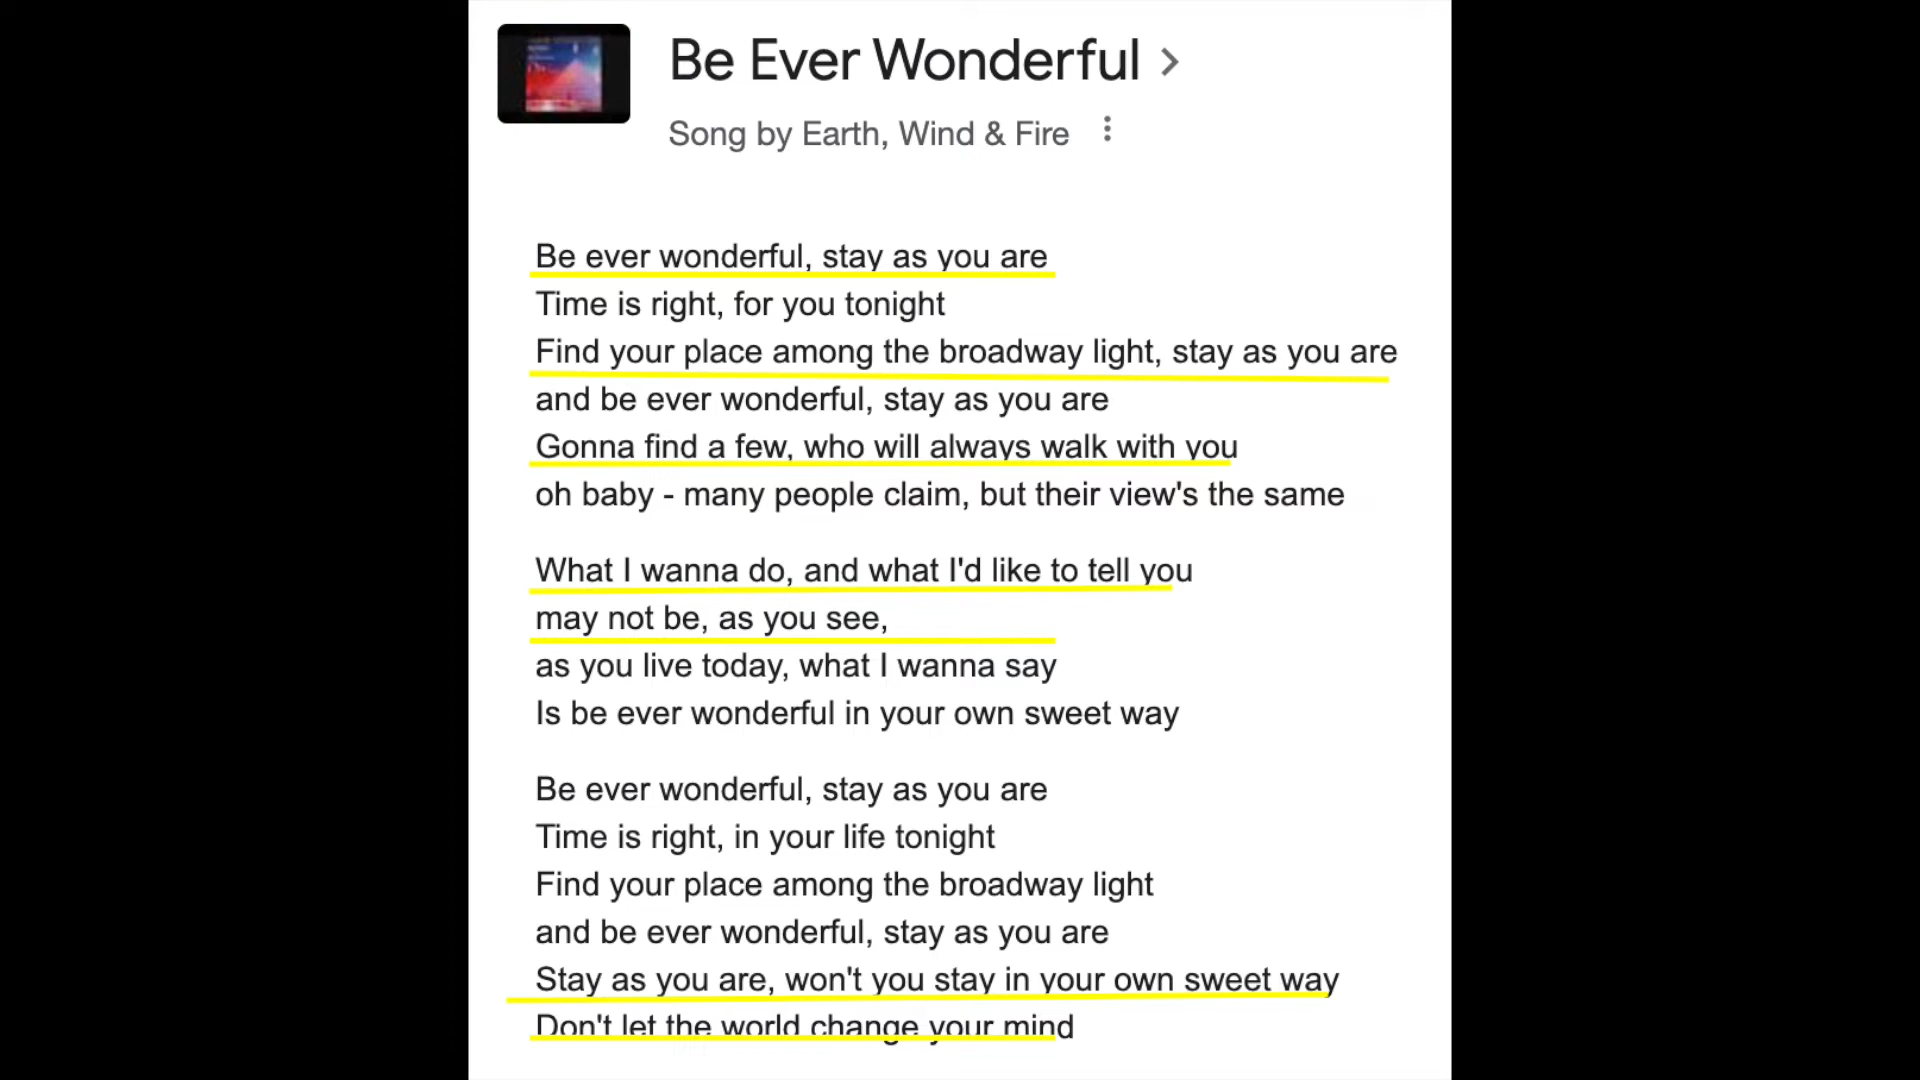 Be Ever Wonderful
Song by Earth, Wind & Fire
Be ever wonderful, stay as you are
Time is right, for you tonight
Find your place among the broadway light, stay as you are
and be ever wonderful, stay as you are
Gonna find a few, who will always walk with you
oh baby - many people claim, but their view's the same
What I wanna do, and what I'd like to tell you
may not be, as you see,
as you live today, what I wanna say
Is be ever wonderful in your own sweet way
Be ever wonderful, stay as you are
Time is right, in your life tonight
Find your place among the broadway light
and be ever wonderful, stay as you are
Stay as you are, won't you stay in your own sweet way
Don't let the world change your mind